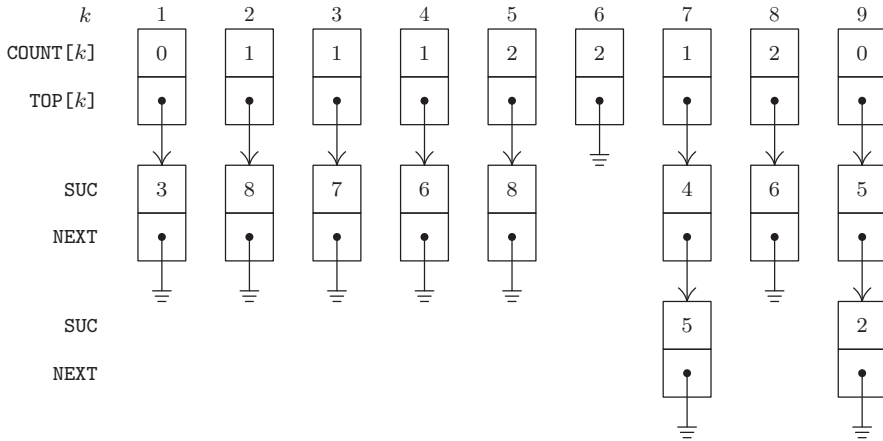 k 1 2 3 4 5 6 7 8 9
COUNT[k] 0 1 1 1 2 2 1 2 0
TOP[k]
SUC 3 8 7 6 8 4 6 5
NEXT
SUC 5 2
NEXT